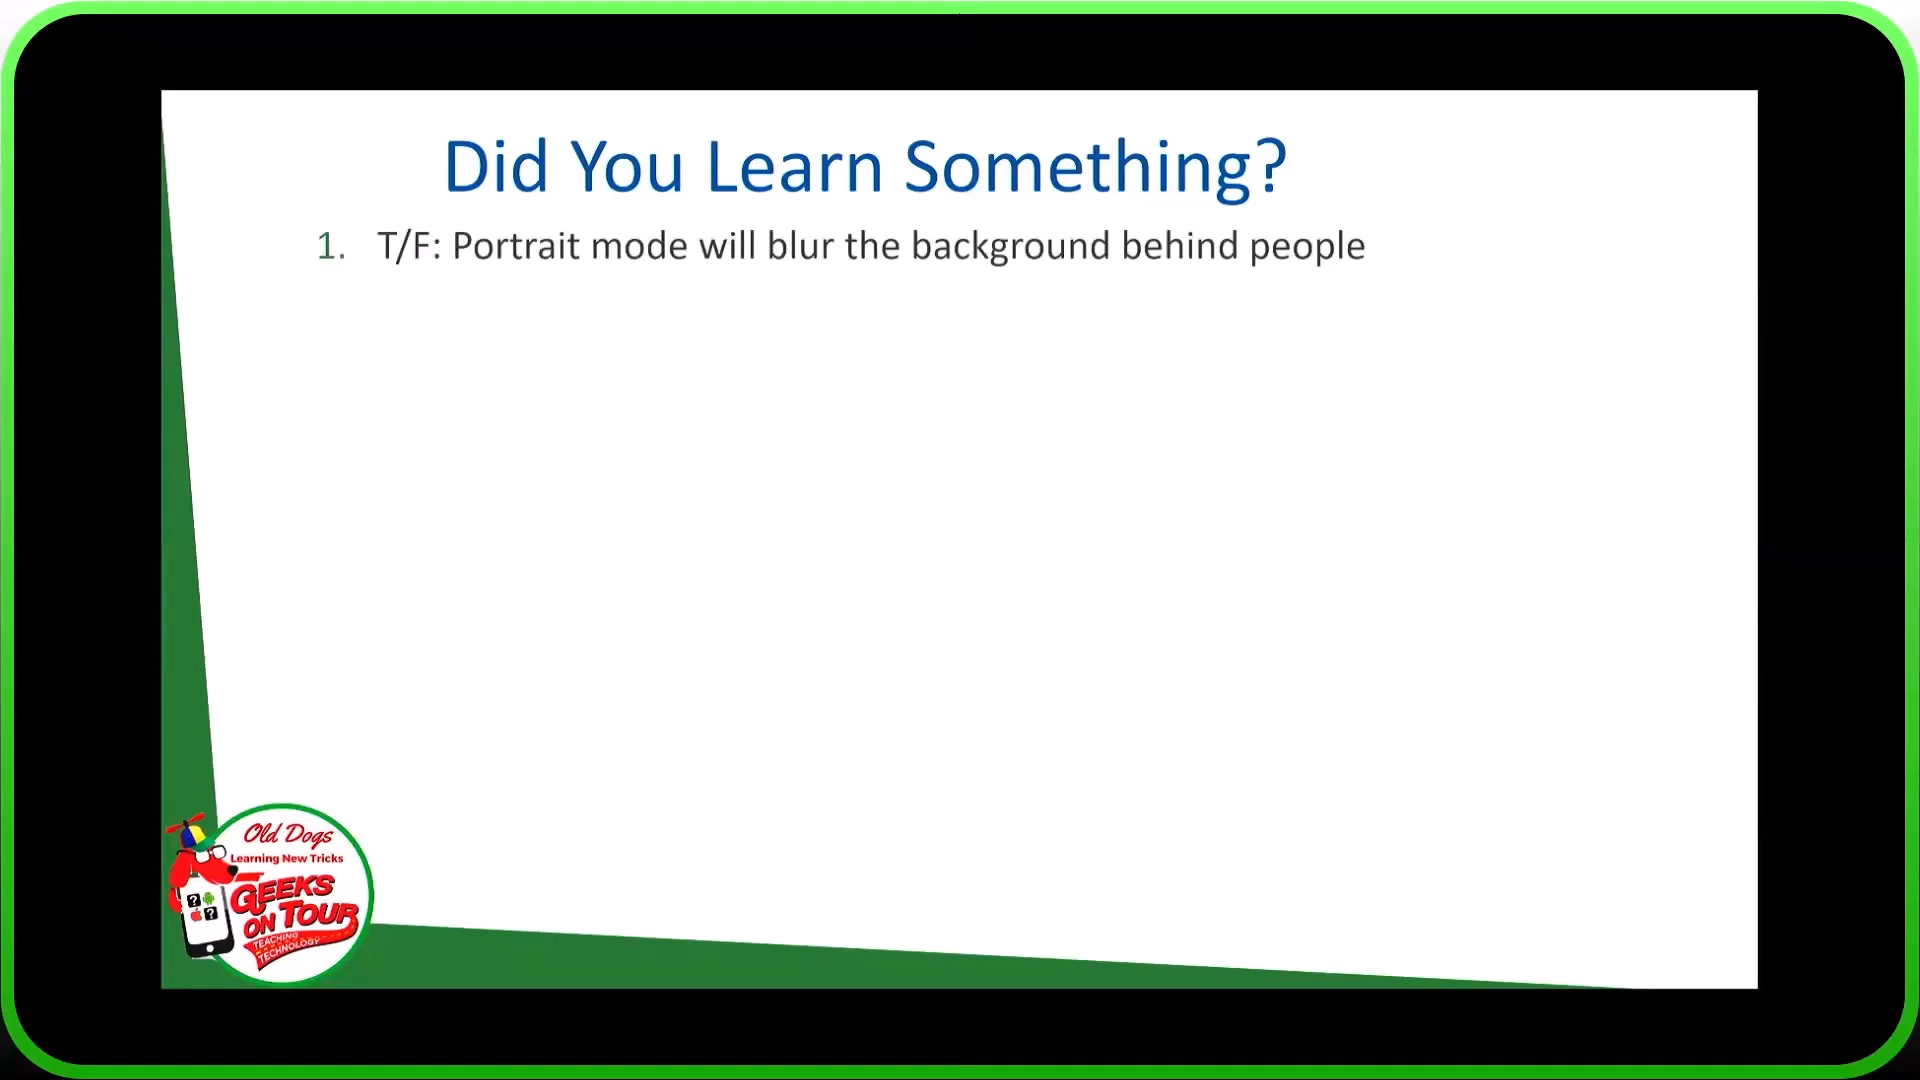 Did You Learn Something?
1. T/F: Portrait mode will blur the background behind people
Old Dogs
Learning New Tricks
GEEKS
ON TOUR
TEACHING
TECHNOLOGY